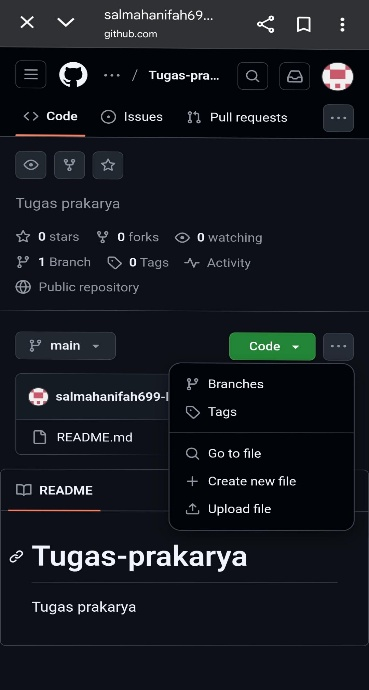 salmahanifah69...
github.com
... / Tugas-pra...
Code Issues Pull requests ...
Tugas prakarya
0 stars 0 forks 0 watching
1 Branch 0 Tags Activity
Public repository
main Code ...
Branches
salmahanifah699-
Tags
README.md
Go to file
Create new file
README
Upload file
Tugas-prakarya
Tugas prakarya